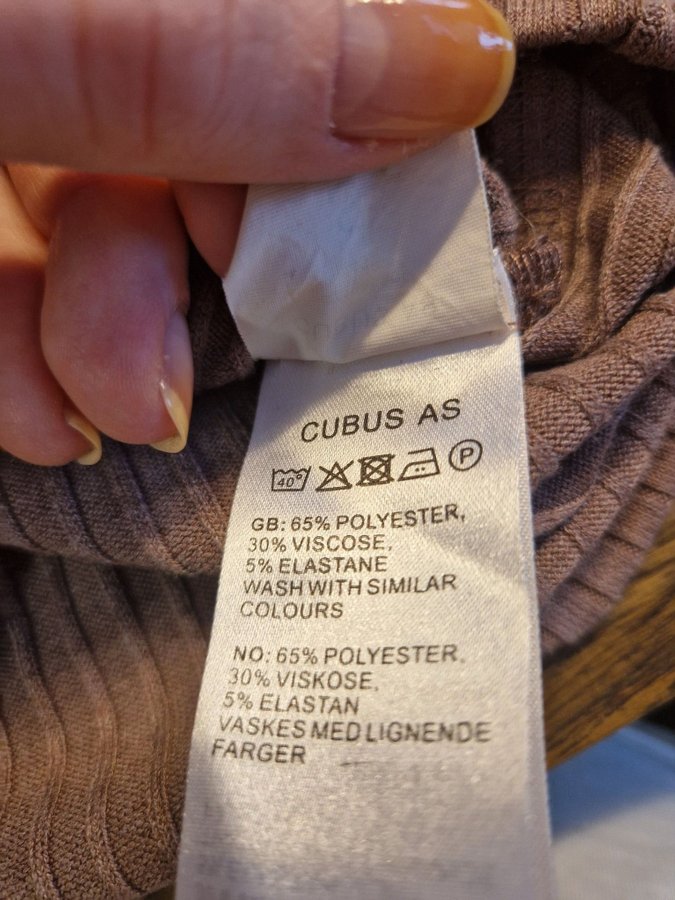 CUBUS AS
40° P
GB: 65% POLYESTER,
30% VISCOSE,
5% ELASTANE
WASH WITH SIMILAR
COLOURS
NO: 65% POLYESTER,
30% VISKOSE,
5% ELASTAN
VASKES MED LIGNENDE
FARGER